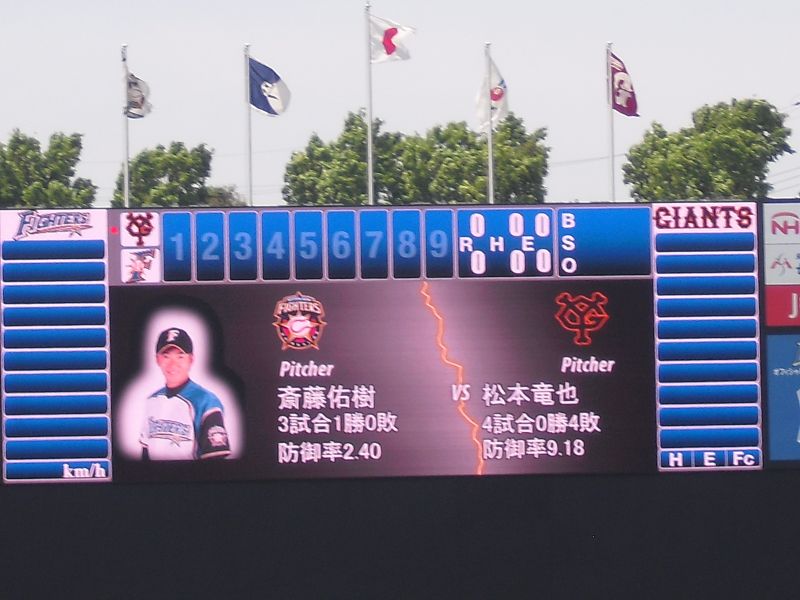 FIGHTERS
1 2 3 4 5 6 7 8 9
R H E
0 0 0
0 0 0
B
S
O
GIANTS
NH
J
FIGHTERS
YG
Pitcher
斎藤佑樹
3試合1勝0敗
防御率2.40
VS
Pitcher
松本竜也
4試合0勝4敗
防御率9.18
km/h
H E Fc